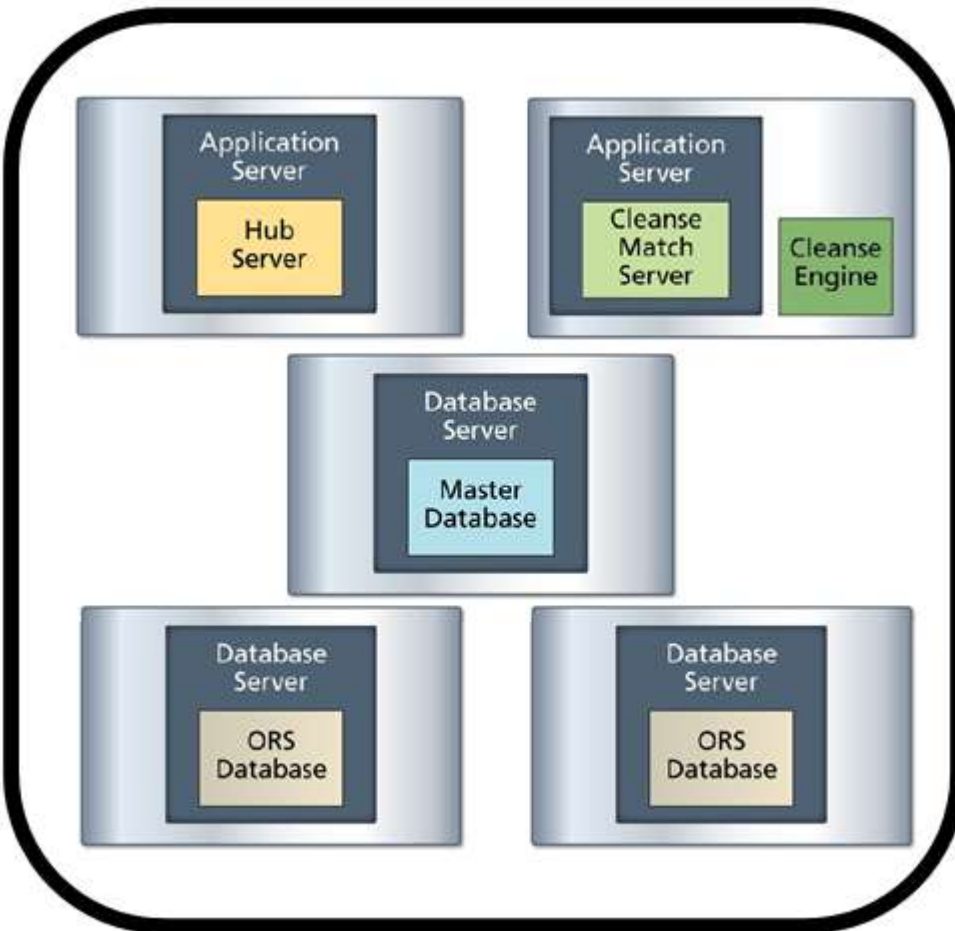 Application
Server
Hub
Server
Application
Server
Cleanse
Match
Server
Cleanse
Engine
Database
Server
Master
Database
Database
Server
ORS
Database
Database
Server
ORS
Database